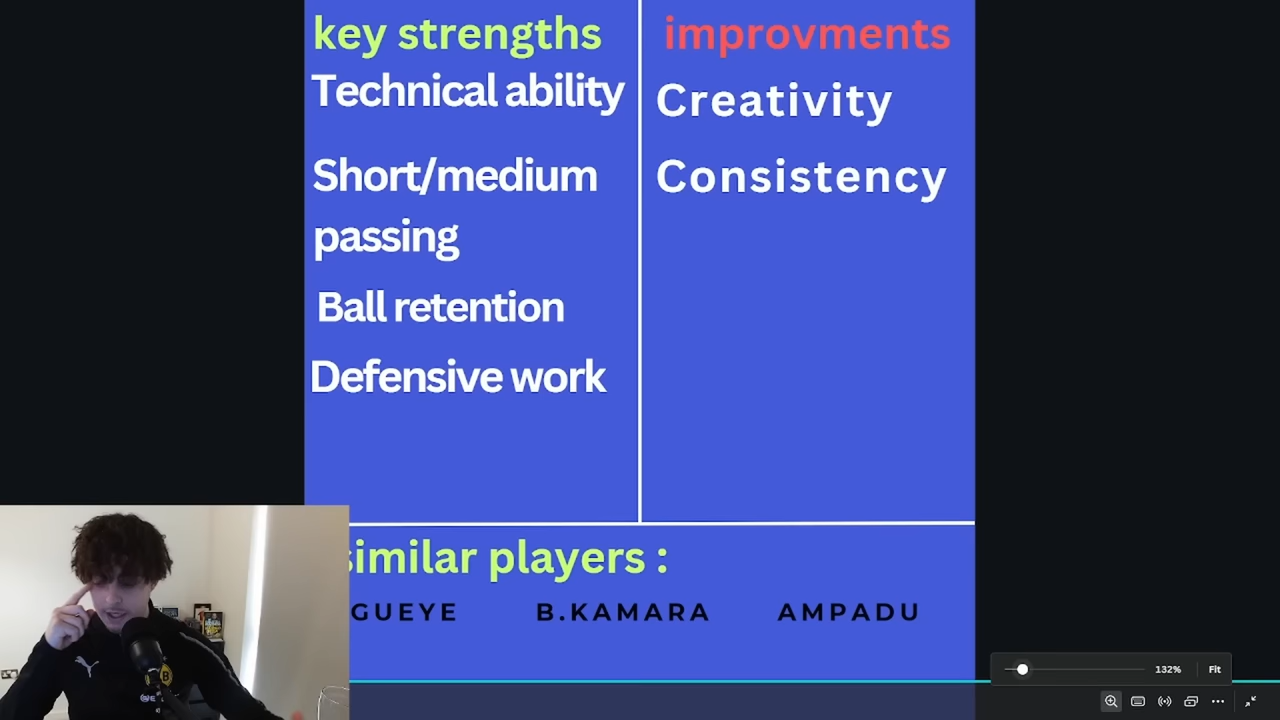 key strengths
Technical ability
Short/medium
passing
Ball retention
Defensive work
improvments
Creativity
Consistency
similar players :
GUEYE B.KAMARA AMPADU
132% Fit